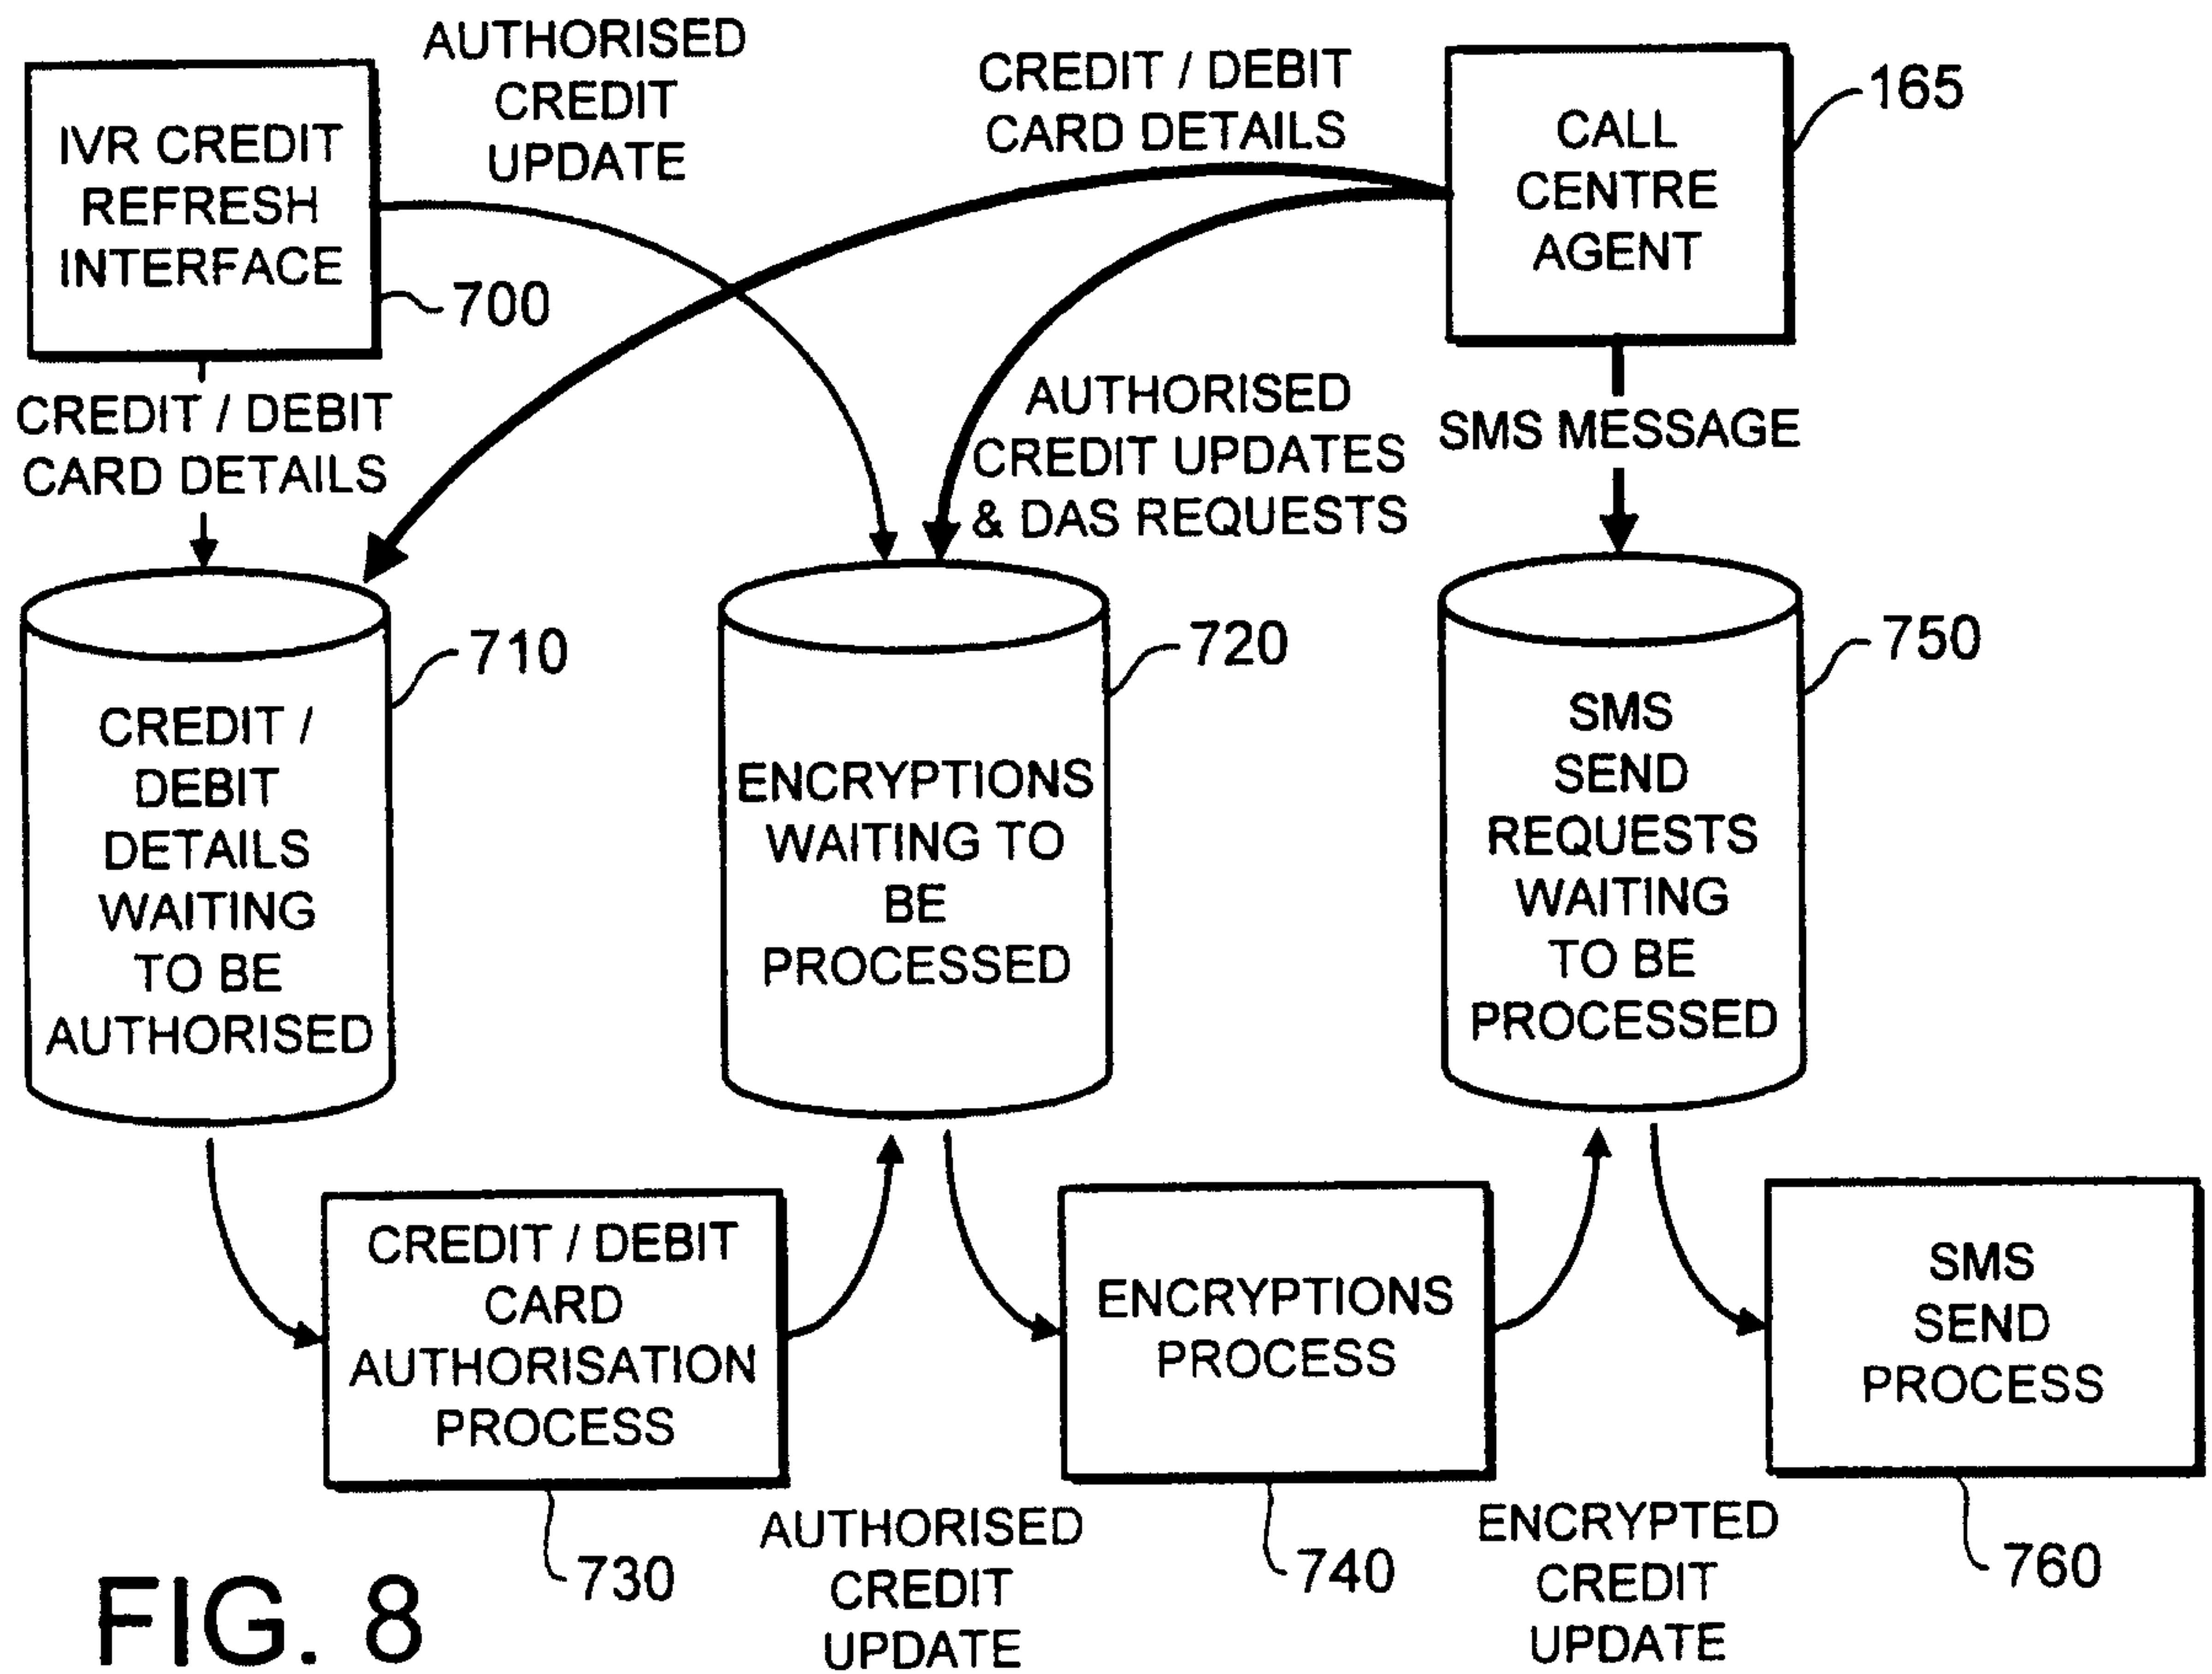 AUTHORISED
CREDIT
UPDATE
CREDIT / DEBIT
CARD DETAILS
IVR CREDIT
REFRESH
INTERFACE
700
CALL
CENTRE
AGENT
165
CREDIT / DEBIT
CARD DETAILS
AUTHORISED
CREDIT UPDATES
& DAS REQUESTS
SMS MESSAGE
710
CREDIT /
DEBIT
DETAILS
WAITING
TO BE
AUTHORISED
720
ENCRYPTIONS
WAITING TO
BE
PROCESSED
750
SMS
SEND
REQUESTS
WAITING
TO BE
PROCESSED
CREDIT / DEBIT
CARD
AUTHORISATION
PROCESS
730
AUTHORISED
CREDIT
UPDATE
ENCRYPTIONS
PROCESS
740
ENCRYPTED
CREDIT
UPDATE
SMS
SEND
PROCESS
760
FIG. 8